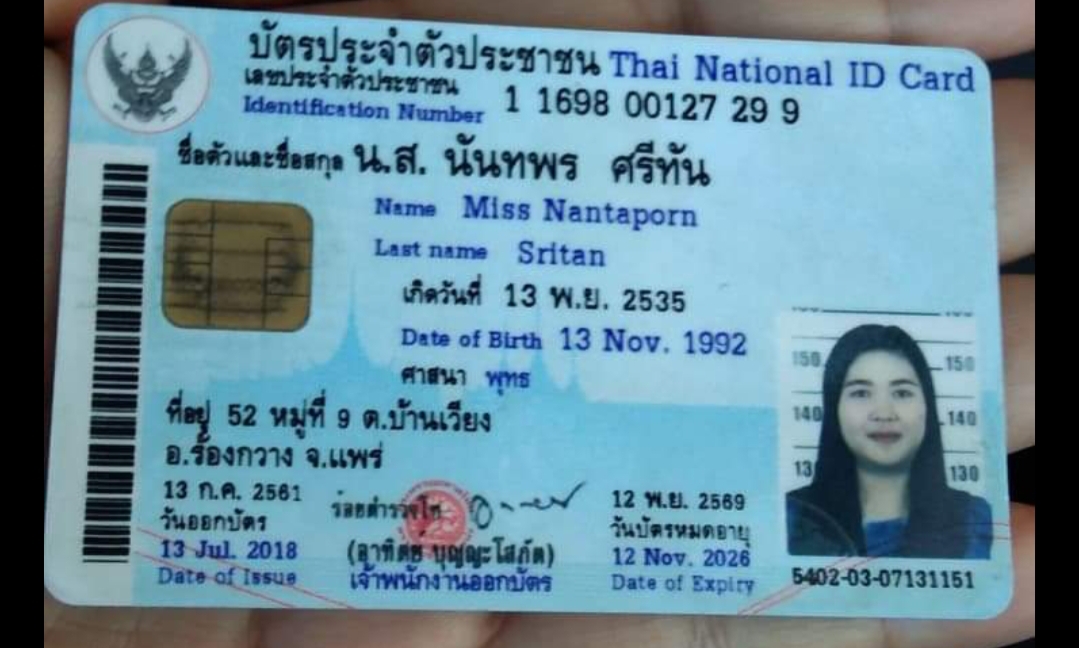 บัตรประจำตัวประชาชน Thai National ID Card
เลขประจำตัวประชาชน
Identification Number 1 1698 00127 29 9
ชื่อตัวและชื่อสกุล น.ส. นันทพร ศรีทัน
Name Miss Nantaporn
Last name Sritan
เกิดวันที่ 13 พ.ย. 2535
Date of Birth 13 Nov. 1992
ศาสนา พุทธ
ที่อยู่ 52 หมู่ที่ 9 ต.บ้านเวียง
อ.ร้องกวาง จ.แพร่
13 ก.ค. 2561
วันออกบัตร
13 Jul. 2018
Date of Issue
ร้อยตำรวจโท
(อาทิตย์ บุญญะโสภัต)
เจ้าพนักงานออกบัตร
12 พ.ย. 2569
วันบัตรหมดอายุ
12 Nov. 2026
Date of Expiry
150 150
140 140
130
5402-03-07131151